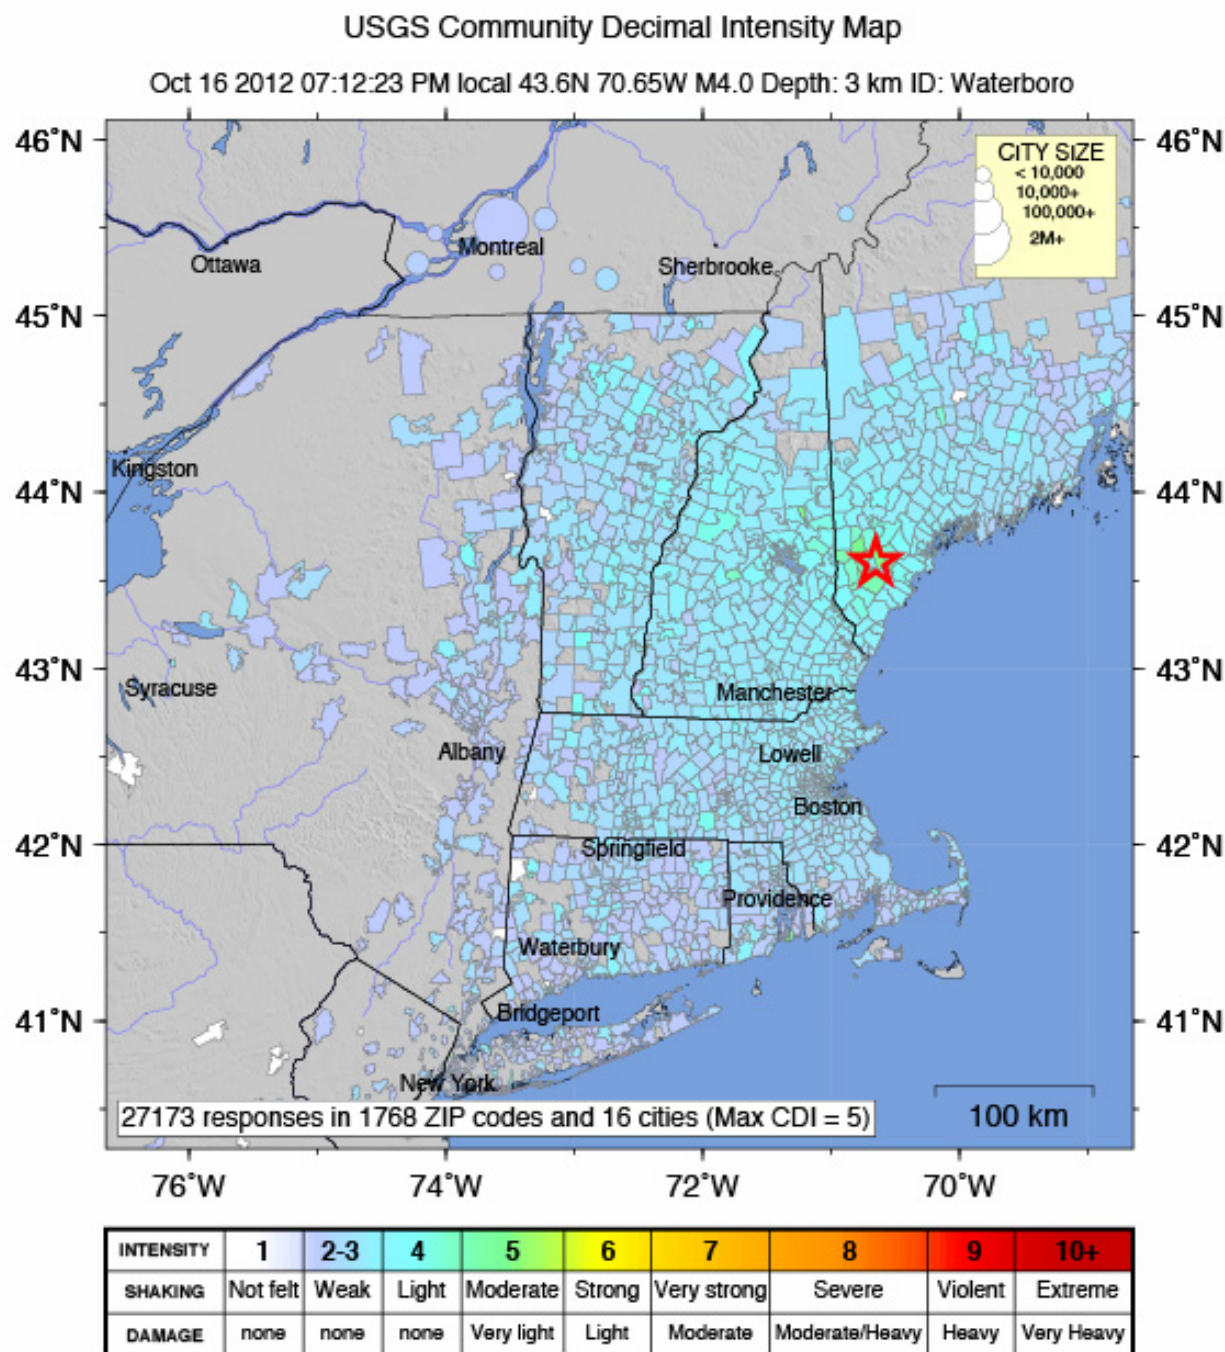 USGS Community Decimal Intensity Map
Oct 16 2012 07:12:23 PM local 43.6N 70.65W M4.0 Depth: 3 km ID: Waterboro
46˚N 46˚N
CITY SIZE
< 10,000
10,000+
100,000+
2M+
Montreal
Ottawa Sherbrooke
45˚N 45˚N
Kingston
44˚N 44˚N
43˚N 43˚N
Syracuse Manchester
Albany Lowell
Boston
42˚N 42˚N
Springfield
Providence
Waterbury
41˚N Bridgeport 41˚N
New York
27173 responses in 1768 ZIP codes and 16 cities (Max CDI = 5) 100 km
76˚W 74˚W 72˚W 70˚W
INTENSITY 1 2-3 4 5 6 7 8 9 10+
SHAKING Not felt Weak Light Moderate Strong Very strong Severe Violent Extreme
DAMAGE none none none Very light Light Moderate Moderate/Heavy Heavy Very Heavy